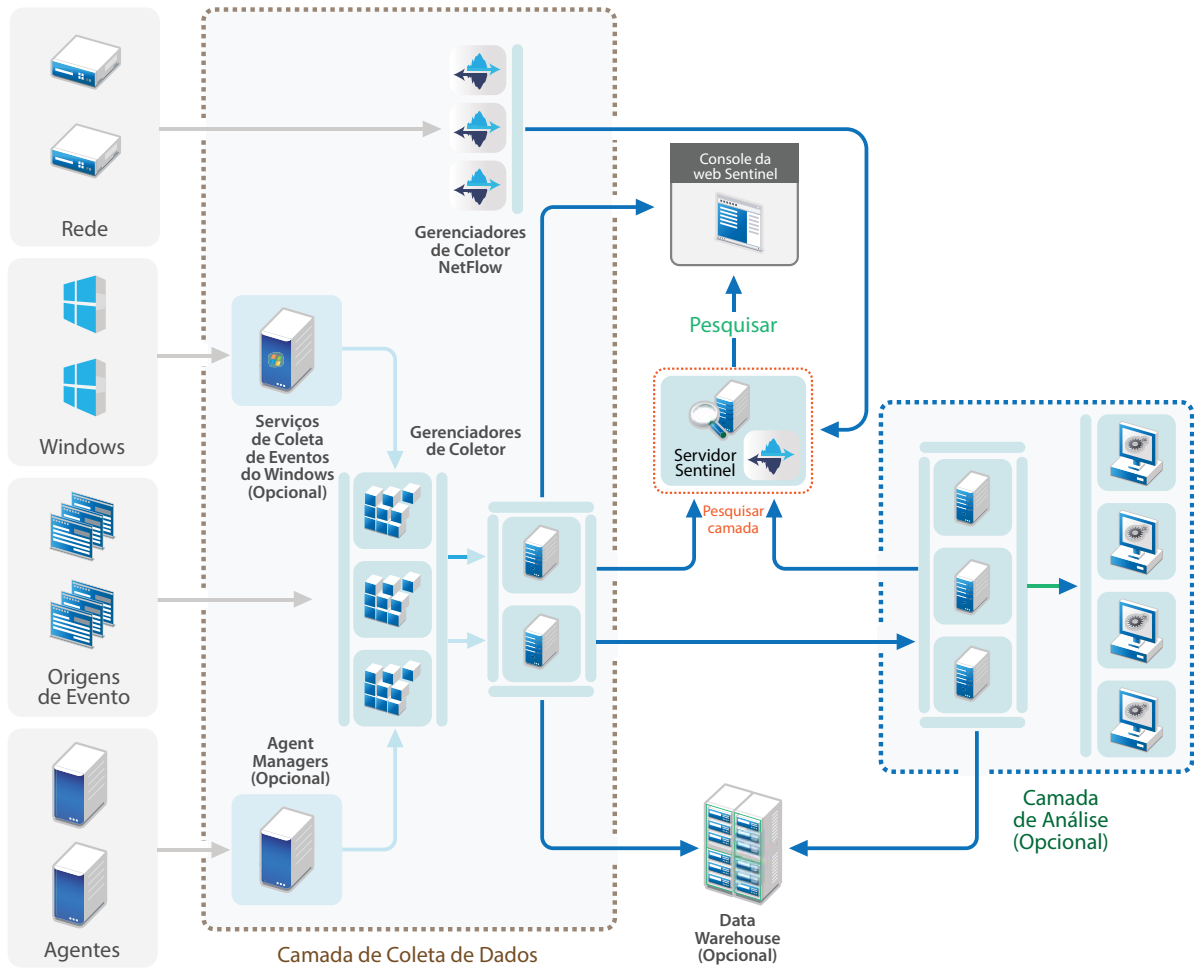 Rede
Gerenciadores
de Coletor
NetFlow
Console da
web Sentinel
Windows
Serviços
de Coleta
de Eventos
do Windows
(Opcional)
Gerenciadores
de Coletor
Pesquisar
Servidor
Sentinel
Pesquisar
camada
Origens
de Evento
Agent
Managers
(Opcional)
Agentes
Camada de Coleta de Dados
Data
Warehouse
(Opcional)
Camada
de Análise
(Opcional)